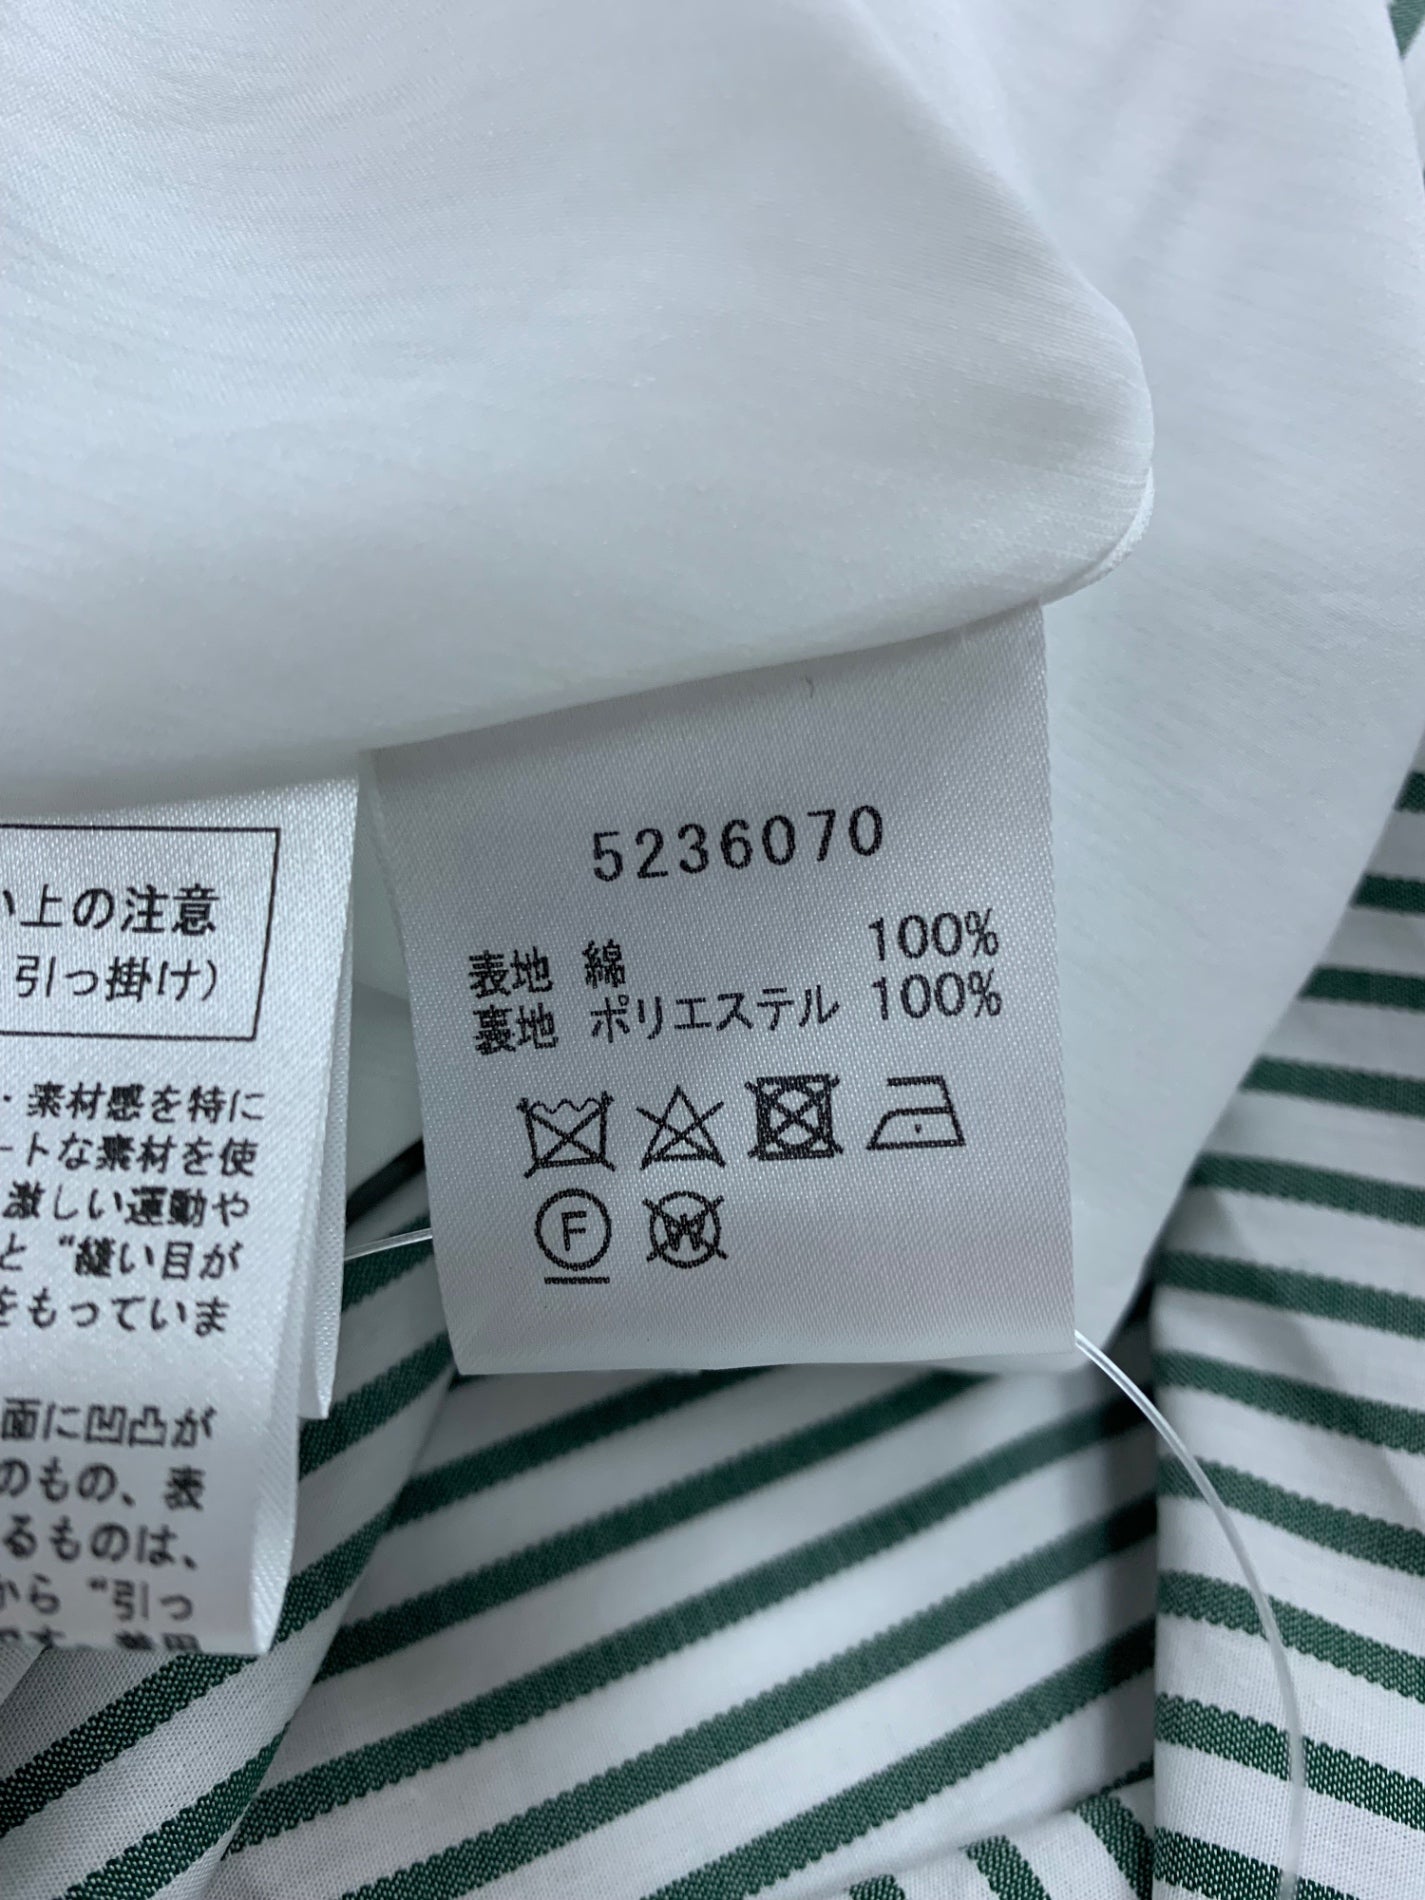 5236070
表地 綿 100%
裏地 ポリエステル 100%
F
W
い上の注意
引っ掛け)
・素材感を特に
ートな素材を使
激しい運動や
と “縫い目が
をもっていま
面に凹凸が
のもの、表
るものは、
から “引っ